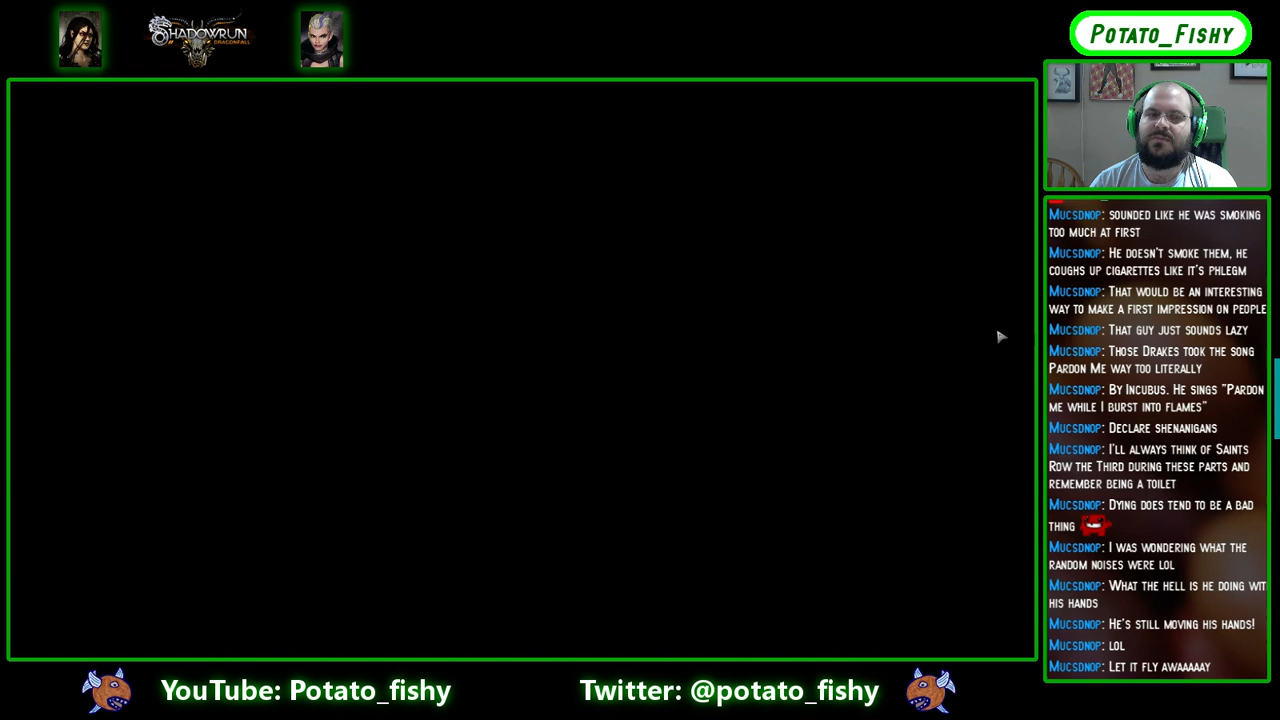 SHADOWRUN
DRAGONFALL
Potato_Fishy
Mucsdnop: sounded like he was smoking
too much at first
Mucsdnop: He doesn't smoke them, he
coughs up cigarettes like it's phlegm
Mucsdnop: That would be an interesting
way to make a first impression on people
Mucsdnop: That guy just sounds lazy
Mucsdnop: Those Drakes took the song
Pardon Me way too literally
Mucsdnop: By Incubus. He sings "Pardon
me while I burst into flames"
Mucsdnop: Declare shenanigans
Mucsdnop: I'll always think of Saints
Row the Third during these parts and
remember being a toilet
Mucsdnop: Dying does tend to be a bad
thing
Mucsdnop: I was wondering what the
random noises were lol
Mucsdnop: What the hell is he doing wit
his hands
Mucsdnop: He's still moving his hands!
Mucsdnop: lol
Mucsdnop: Let it fly awaaaay
YouTube: Potato_fishy
Twitter: @potato_fishy